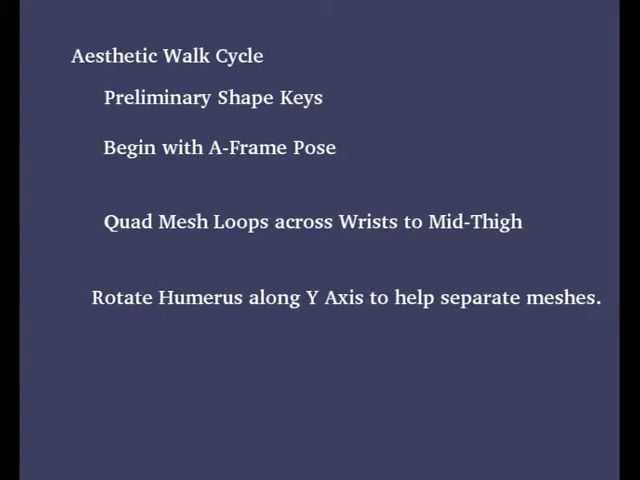 Aesthetic Walk Cycle
Preliminary Shape Keys
Begin with A-Frame Pose
Quad Mesh Loops across Wrists to Mid-Thigh
Rotate Humerus along Y Axis to help separate meshes.